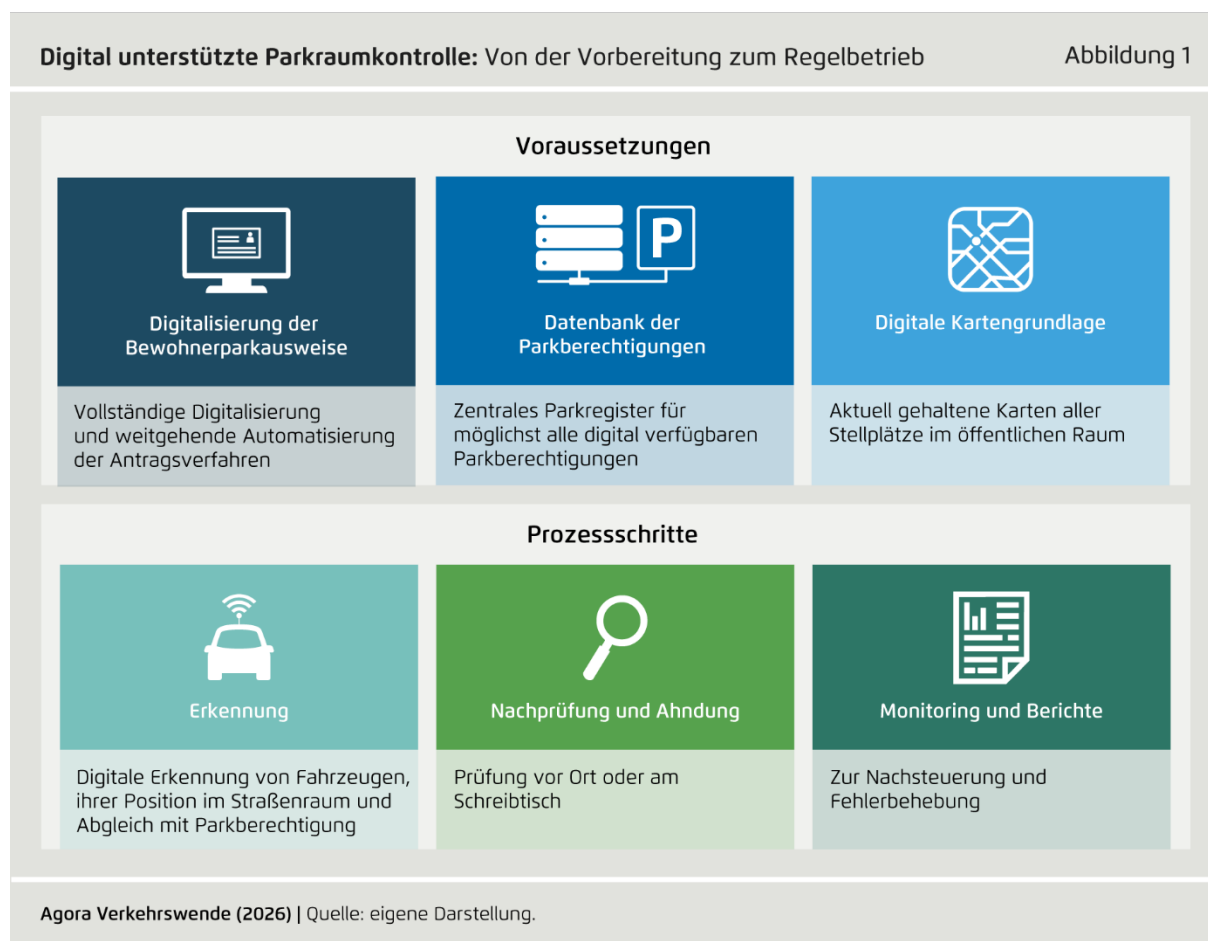 Digital unterstützte Parkraumkontrolle: Von der Vorbereitung zum Regelbetrieb
Abbildung 1
Voraussetzungen
P
Digitalisierung der
Bewohnerparkausweise
Vollständige Digitalisierung
und weitgehende Automatisierung
der Antragsverfahren
Datenbank der
Parkberechtigungen
Zentrales Parkregister für
möglichst alle digital verfügbaren
Parkberechtigungen
Digitale Kartengrundlage
Aktuell gehaltene Karten aller
Stellplätze im öffentlichen Raum
Prozessschritte
Erkennung
Digitale Erkennung von Fahrzeugen,
ihrer Position im Straßenraum und
Abgleich mit Parkberechtigung
Nachprüfung und Ahndung
Prüfung vor Ort oder am
Schreibtisch
Monitoring und Berichte
Zur Nachsteuerung und
Fehlerbehebung
Agora Verkehrswende (2026) | Quelle: eigene Darstellung.